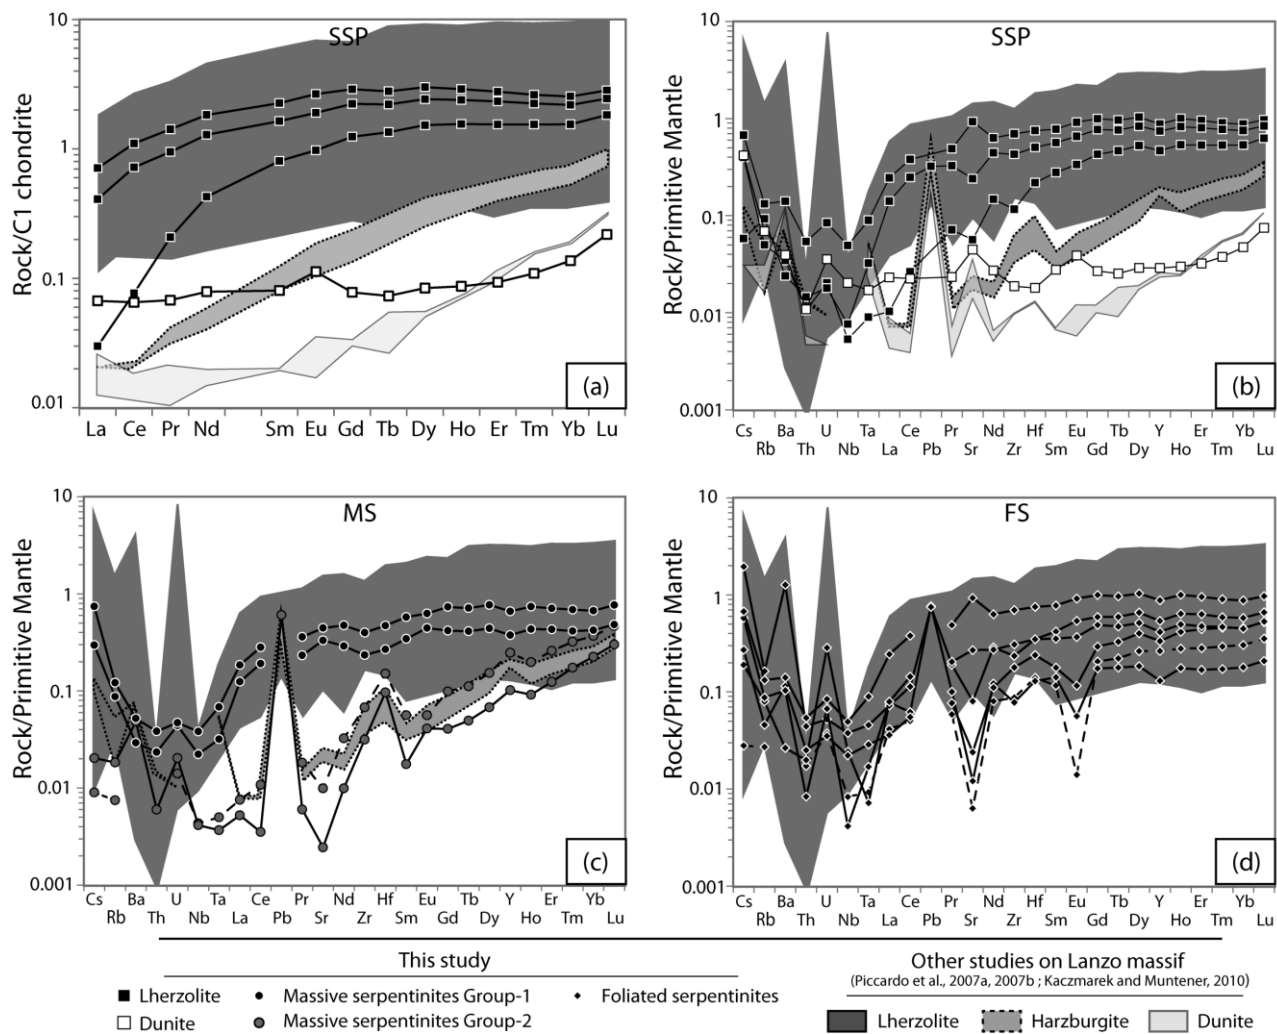 SSP
10
1
0.1
0.01
Rock/C1 chondrite
(a)
La Ce Pr Nd Sm Eu Gd Tb Dy Ho Er Tm Yb Lu
SSP
10
1
0.1
0.01
0.001
Rock/Primitive Mantle
(b)
Cs Ba U Ta Ce Pr Nd Hf Eu Tb Y Er Yb
Rb Th Nb La Pb Sr Zr Sm Gd Dy Ho Tm Lu
MS
10
1
0.1
0.01
0.001
Rock/Primitive Mantle
(c)
Cs Ba U Ta Ce Pr Nd Hf Eu Tb Y Er Yb
Rb Th Nb La Pb Sr Zr Sm Gd Dy Ho Tm Lu
FS
10
1
0.1
0.01
0.001
Rock/Primitive Mantle
(d)
Cs Ba U Ta Ce Pr Nd Hf Eu Tb Y Er Yb
Rb Th Nb La Pb Sr Zr Sm Gd Dy Ho Tm Lu
This study
Lherzolite
Massive serpentinites Group-1
Foliated serpentinites
Dunite
Massive serpentinites Group-2
Other studies on Lanzo massif
(Piccardo et al., 2007a, 2007b ; Kaczmarek and Muntener, 2010)
Lherzolite
Harzburgite
Dunite